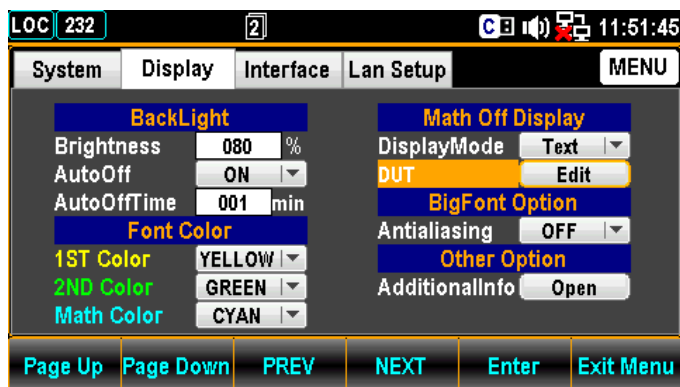 LOC 232 2 C 11:51:45
System Display Interface Lan Setup MENU
BackLight
Brightness 080 %
AutoOff ON
AutoOffTime 001 min
Font Color
1ST Color YELLOW
2ND Color GREEN
Math Color CYAN
Math Off Display
DisplayMode Text
DUT Edit
BigFont Option
Antialiasing OFF
Other Option
AdditionalInfo Open
Page Up Page Down PREV NEXT Enter Exit Menu